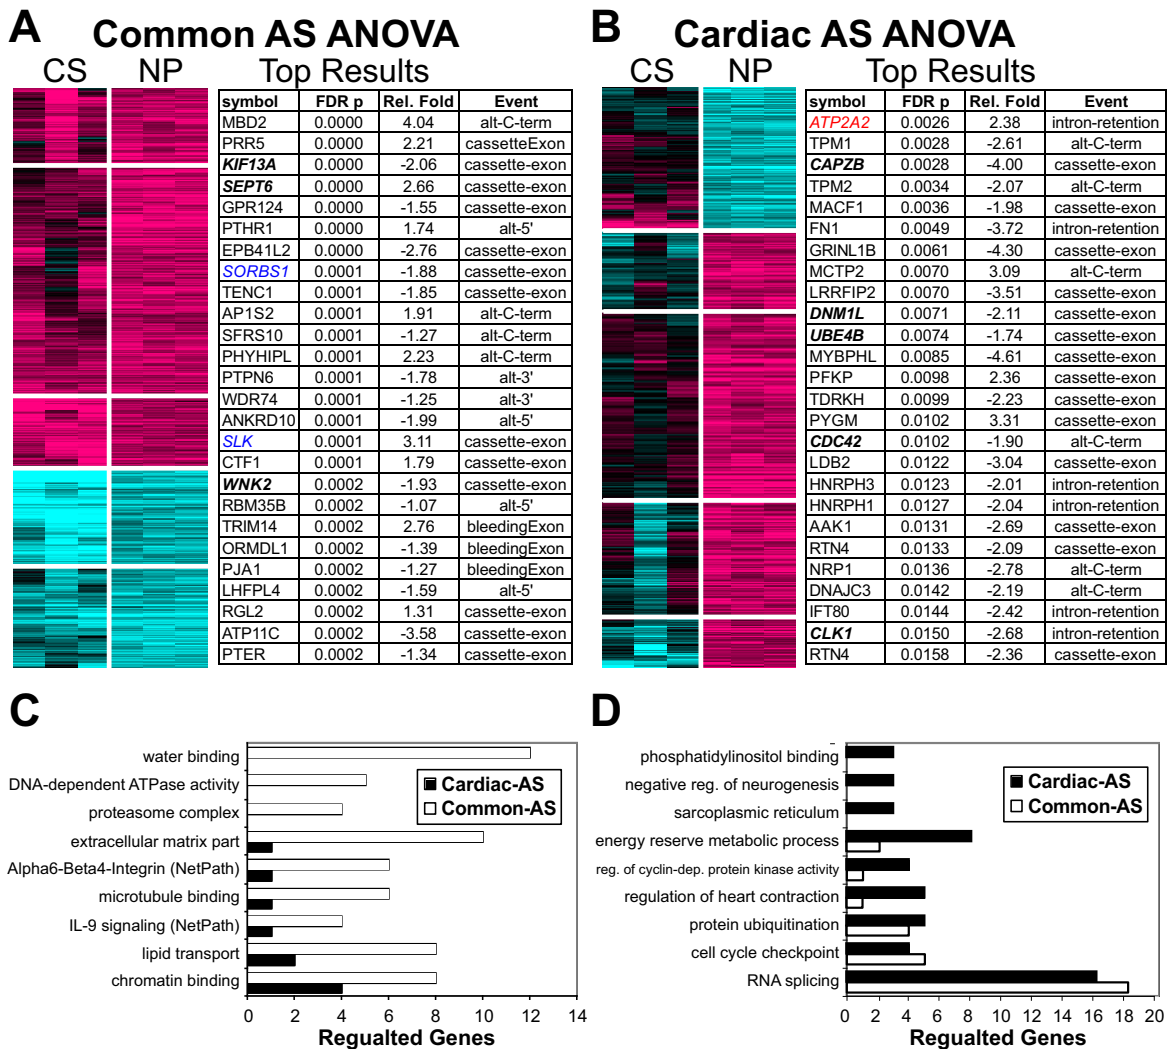 A
Common AS ANOVA
CS NP Top Results
symbol FDR p Rel. Fold Event
MBD2 0.0000 4.04 alt-C-term
PRR5 0.0000 2.21 cassetteExon
KIF13A 0.0000 -2.06 cassette-exon
SEPT6 0.0000 2.66 cassette-exon
GPR124 0.0000 -1.55 cassette-exon
PTHR1 0.0000 1.74 alt-5'
EPB41L2 0.0000 -2.76 cassette-exon
SORBS1 0.0001 -1.88 cassette-exon
TENC1 0.0001 -1.85 cassette-exon
AP1S2 0.0001 1.91 alt-C-term
SFRS10 0.0001 -1.27 alt-C-term
PHYHIPL 0.0001 2.23 alt-C-term
PTPN6 0.0001 -1.78 alt-3'
WDR74 0.0001 -1.25 alt-3'
ANKRD10 0.0001 -1.99 alt-5'
SLK 0.0001 3.11 cassette-exon
CTF1 0.0001 1.79 cassette-exon
WNK2 0.0002 -1.93 cassette-exon
RBM35B 0.0002 -1.07 alt-5'
TRIM14 0.0002 2.76 bleedingExon
ORMDL1 0.0002 -1.39 bleedingExon
PJA1 0.0002 -1.27 bleedingExon
LHFPL4 0.0002 -1.59 alt-5'
RGL2 0.0002 1.31 cassette-exon
ATP11C 0.0002 -3.58 cassette-exon
PTER 0.0002 -1.34 cassette-exon
B
Cardiac AS ANOVA
CS NP Top Results
symbol FDR p Rel. Fold Event
ATP2A2 0.0026 2.38 intron-retention
TPM1 0.0028 -2.61 alt-C-term
CAPZB 0.0028 -4.00 cassette-exon
TPM2 0.0034 -2.07 alt-C-term
MACF1 0.0036 -1.98 cassette-exon
FN1 0.0049 -3.72 intron-retention
GRINL1B 0.0061 -4.30 cassette-exon
MCTP2 0.0070 3.09 alt-C-term
LRRFIP2 0.0070 -3.51 cassette-exon
DNM1L 0.0071 -2.11 cassette-exon
UBE4B 0.0074 -1.74 cassette-exon
MYBPHL 0.0085 -4.61 cassette-exon
PFKP 0.0098 2.36 cassette-exon
TDRKH 0.0099 -2.23 cassette-exon
PYGM 0.0102 3.31 cassette-exon
CDC42 0.0102 -1.90 alt-C-term
LDB2 0.0122 -3.04 cassette-exon
HNRPH3 0.0123 -2.01 intron-retention
HNRPH1 0.0127 -2.04 intron-retention
AAK1 0.0131 -2.69 cassette-exon
RTN4 0.0133 -2.09 cassette-exon
NRP1 0.0136 -2.78 alt-C-term
DNAJC3 0.0142 -2.19 alt-C-term
IFT80 0.0144 -2.42 intron-retention
CLK1 0.0150 -2.68 intron-retention
RTN4 0.0158 -2.36 cassette-exon
C
water binding
DNA-dependent ATPase activity
proteasome complex
extracellular matrix part
Alpha6-Beta4-Integrin (NetPath)
microtubule binding
IL-9 signaling (NetPath)
lipid transport
chromatin binding
Cardiac-AS
Common-AS
0 2 4 6 8 10 12 14
Regualted Genes
D
phosphatidylinositol binding
negative reg. of neurogenesis
sarcoplasmic reticulum
energy reserve metabolic process
reg. of cyclin-dep. protein kinase activity
regulation of heart contraction
protein ubiquitination
cell cycle checkpoint
RNA splicing
Cardiac-AS
Common-AS
0 2 4 6 8 10 12 14 16 18 20
Regualted Genes